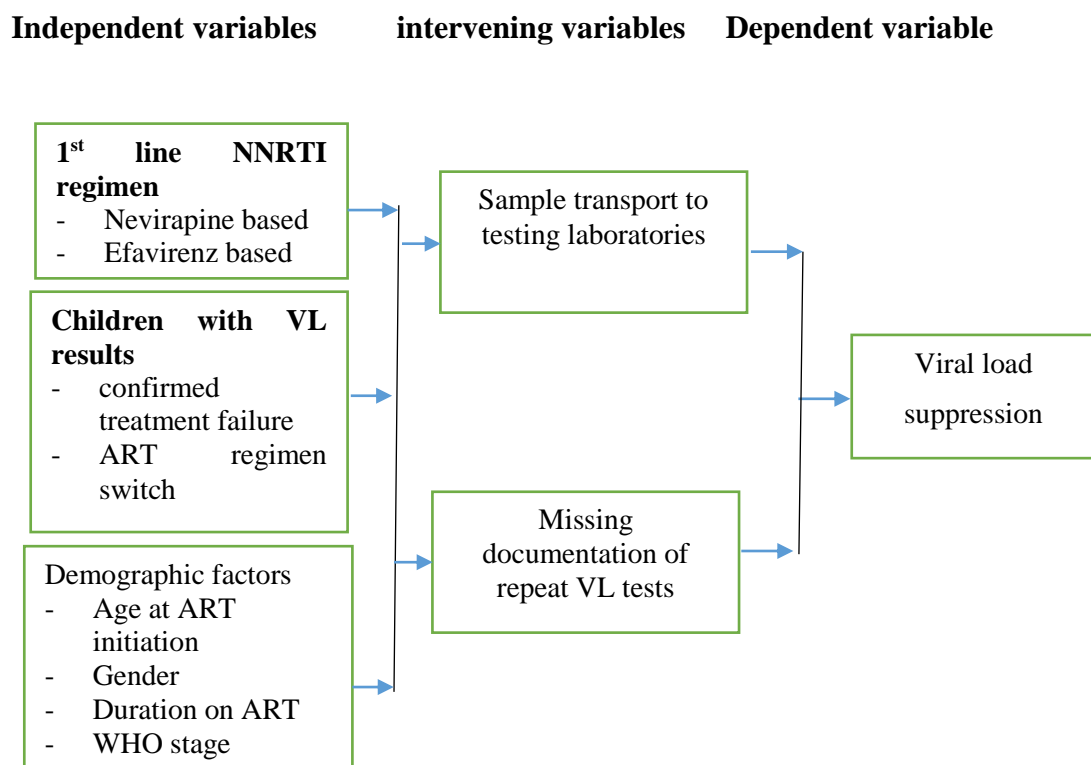 Independent variables intervening variables Dependent variable
1st line NNRTI
regimen
- Nevirapine based
- Efavirenz based
Children with VL
results
- confirmed
treatment failure
- ART regimen
switch
Demographic factors
- Age at ART
initiation
- Gender
- Duration on ART
- WHO stage
Sample transport to
testing laboratories
Missing
documentation of
repeat VL tests
Viral load
suppression